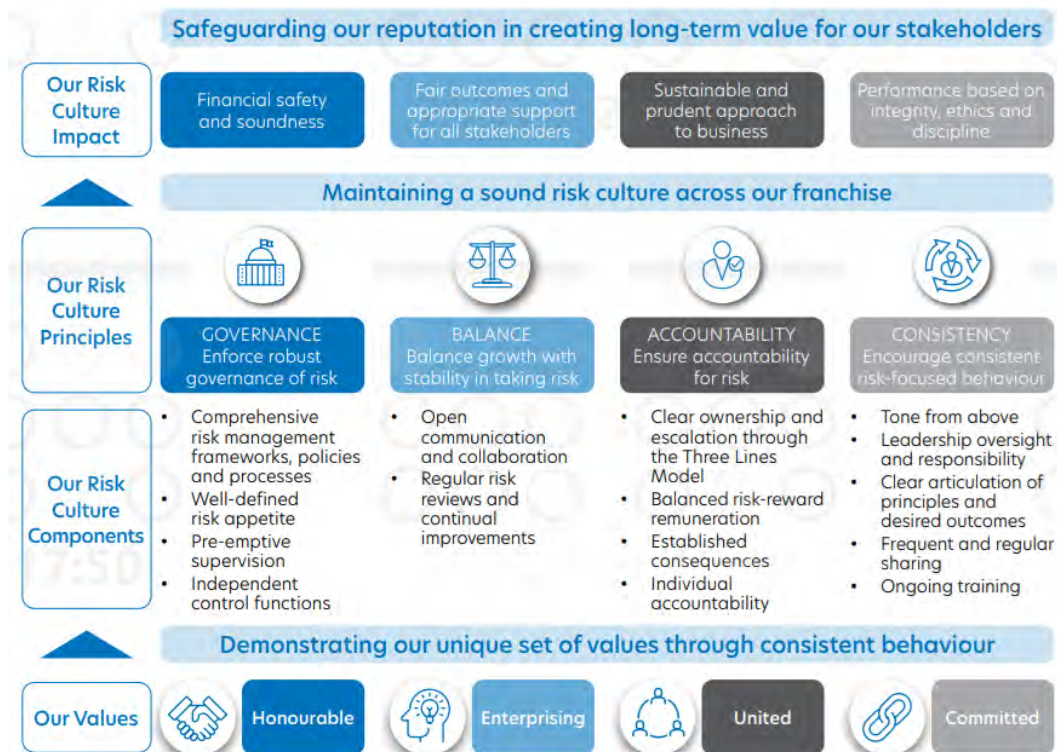 Safeguarding our reputation in creating long-term value for our stakeholders
Our Risk
Culture
Impact
Financial safety
and soundness
Fair outcomes and
appropriate support
for all stakeholders
Sustainable and
prudent approach
to business
Performance based on
integrity, ethics and
discipline
Maintaining a sound risk culture across our franchise
Our Risk
Culture
Principles
GOVERNANCE
Enforce robust
governance of risk
BALANCE
Balance growth with
stability in taking risk
ACCOUNTABILITY
Ensure accountability
for risk
CONSISTENCY
Encourage consistent
risk-focused behaviour
Our Risk
Culture
Components
• Comprehensive
risk management
frameworks, policies
and processes
• Well-defined
risk appetite
• Pre-emptive
supervision
• Independent
control functions
• Open
communication
and collaboration
• Regular risk
reviews and
continual
improvements
• Clear ownership and
escalation through
the Three Lines
Model
• Balanced risk-reward
remuneration
• Established
consequences
• Individual
accountability
• Tone from above
• Leadership oversight
and responsibility
• Clear articulation of
principles and
desired outcomes
• Frequent and regular
sharing
• Ongoing training
Demonstrating our unique set of values through consistent behaviour
Our Values
Honourable
Enterprising
United
Committed